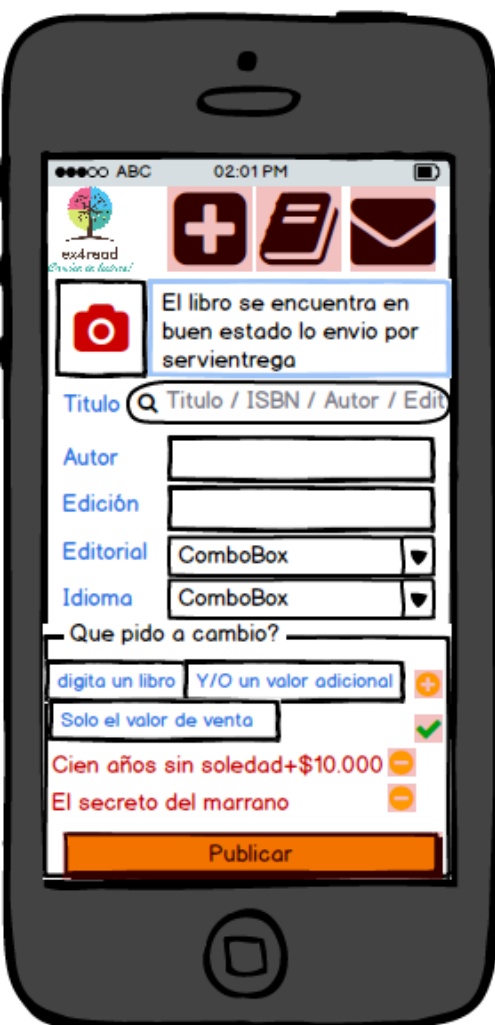 ABC 02:01 PM
ex4read
El libro se encuentra en
buen estado lo envio por
servientrega
Titulo Titulo / ISBN / Autor / Edit
Autor
Edición
Editorial ComboBox
Idioma ComboBox
Que pido a cambio?
digita un libro Y/O un valor adicional
Solo el valor de venta
Cien años sin soledad+$10.000
El secreto del marrano
Publicar